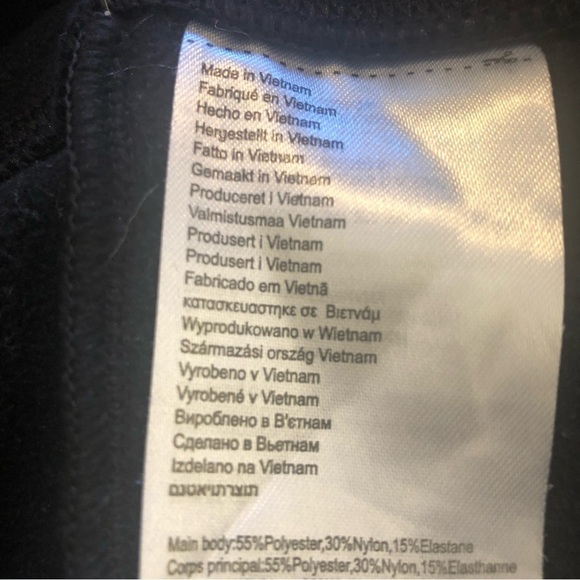 Made in Vietnam
Fabriqué en Vietnam
Hecho en Vietnam
Hergestellt in Vietnam
Fatto in Vietnam
Gemaakt in Vietnam
Produceret i Vietnam
Valmistusmaa Vietnam
Produsert i Vietnam
Produsert i Vietnam
Fabricado em Vietnã
κατασκευαστηκε σε Βιετνάμ
Wyprodukowano w Wietnam
Származási ország Vietnam
Vyrobeno v Vietnam
Vyrobené v Vietnam
Вироблено в В'єтнам
Сделано в Вьетнам
Izdelano na Vietnam
Main body:55%Polyester,30%Nylon,15%Elastane
Corps principal:55%Polyester,30%Nylon,15%Elasthanne